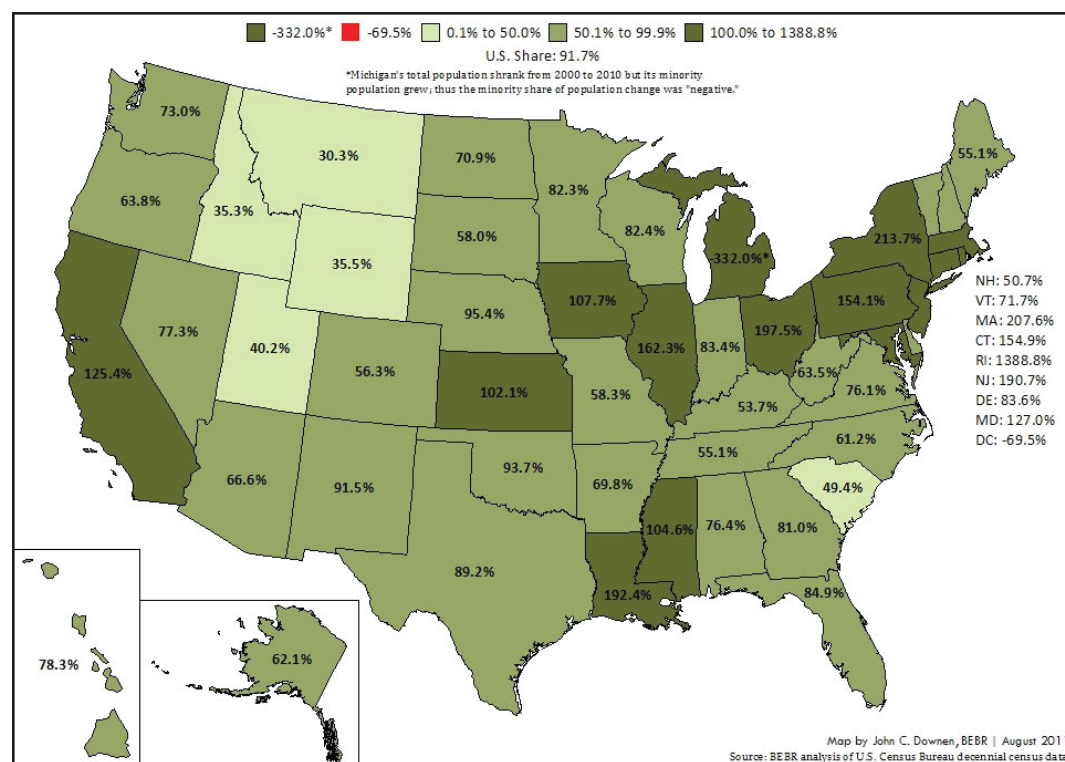 -332.0%* -69.5% 0.1% to 50.0% 50.1% to 99.9% 100.0% to 1388.8%
U.S. Share: 91.7%
*Michigan's total population shrank from 2000 to 2010 but its minority
population grew; thus the minority share of population change was "negative."
73.0%
30.3%
70.9%
55.1%
82.3%
63.8%
35.3%
58.0%
82.4%
213.7%
35.5%
-332.0%*
NH: 50.7%
VT: 71.7%
MA: 207.6%
CT: 154.9%
RI: 1388.8%
NJ: 190.7%
DE: 83.6%
MD: 127.0%
DC: -69.5%
107.7%
154.1%
95.4%
77.3%
197.5%
40.2%
162.3%
83.4%
125.4%
56.3%
63.5%
102.1%
58.3%
76.1%
53.7%
61.2%
55.1%
93.7%
66.6%
91.5%
69.8%
49.4%
104.6%
76.4%
81.0%
89.2%
192.4%
84.9%
78.3%
62.1%
Map by John C. Downen, BEBR | August 201
Source: BEBR analysis of U.S. Census Bureau decennial census data